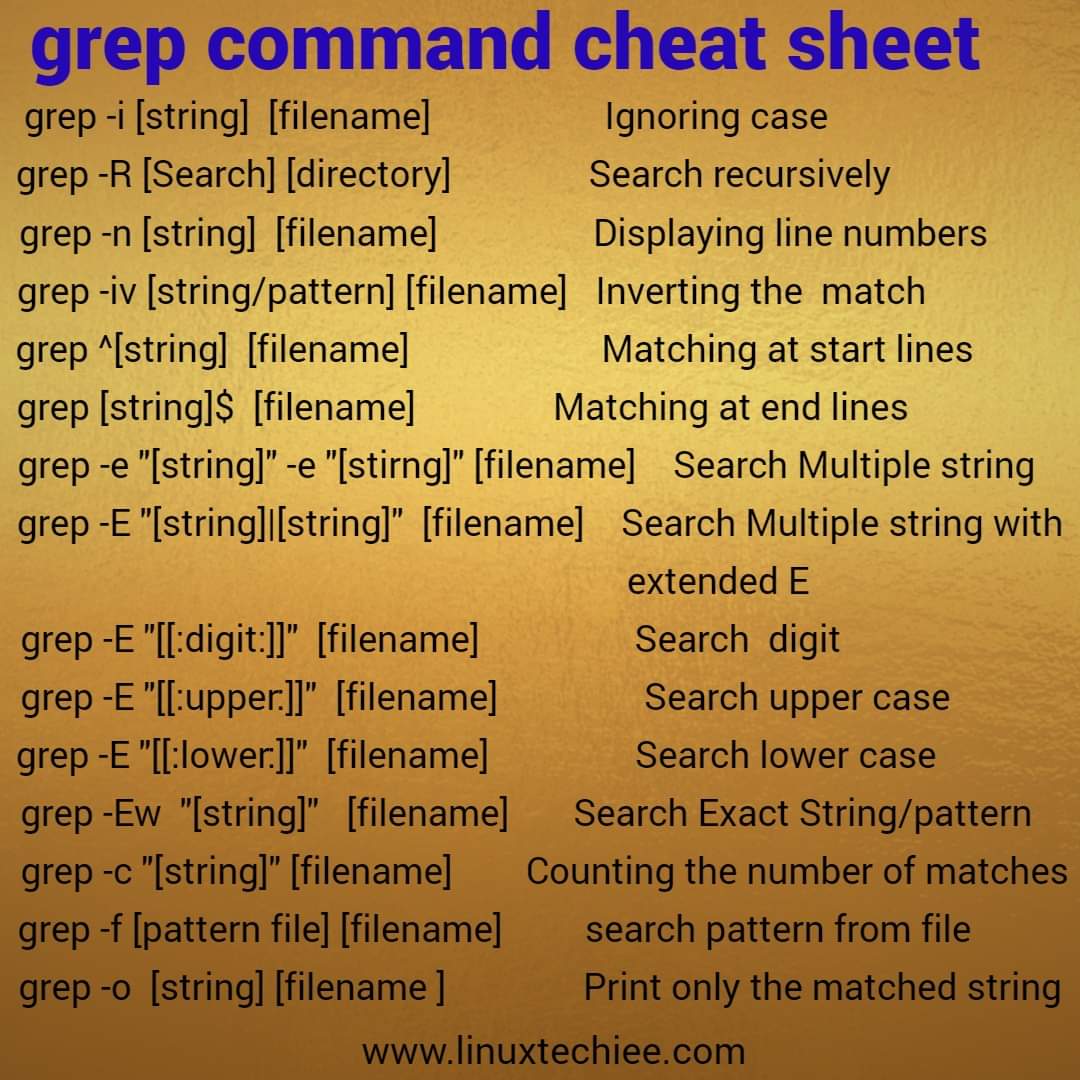 grep command cheat sheet
grep -i [string]  [filename]   Ignoring case
grep -R [Search] [directory]   Search recursively
grep -n [string]  [filename]   Displaying line numbers
grep -iv [string/pattern] [filename]   Inverting the  match
grep ^[string]  [filename]   Matching at start lines
grep [string]$  [filename]   Matching at end lines
grep -e "[string]" -e "[stirng]" [filename]   Search Multiple string
grep -E "[string]|[string]"  [filename]   Search Multiple string with
extended E
grep -E "[[:digit:]]"  [filename]   Search  digit
grep -E "[[:upper:]]"  [filename]   Search upper case
grep -E "[[:lower:]]"  [filename]   Search lower case
grep -Ew  "[string]"   [filename]   Search Exact String/pattern
grep -c "[string]" [filename]   Counting the number of matches
grep -f [pattern file] [filename]   search pattern from file
grep -o  [string] [filename ]   Print only the matched string
www.linuxtechiee.com